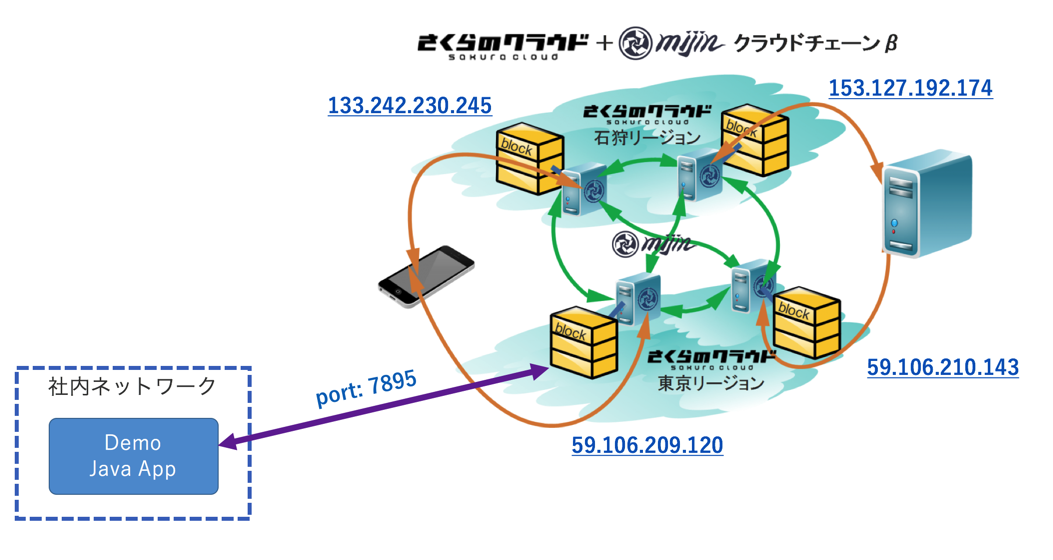 さくらのクラウド SAKURA CLOUD + mijin クラウドチェーンβ
133.242.230.245
153.127.192.174
さくらのクラウド
SAKURA CLOUD
石狩リージョン
block
block
mijin
block
block
さくらのクラウド
SAKURA CLOUD
東京リージョン
59.106.210.143
59.106.209.120
port: 7895
社内ネットワーク
Demo
Java App